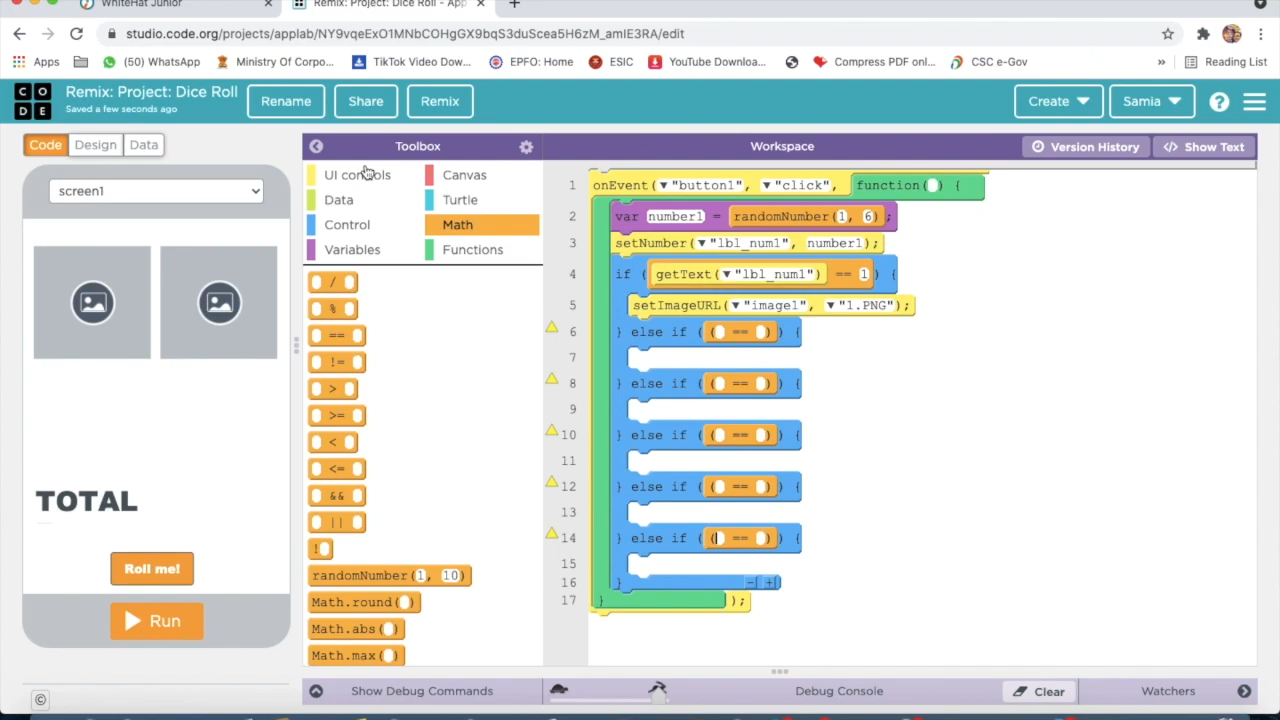 WhiteHat Junior
Remix: Project: Dice Roll - App
studio.code.org/projects/applab/NY9vqeExO1MNbCOHgGX9bqS3duScea5H6zM_amIE3RA/edit
Apps (50) WhatsApp Ministry Of Corpo... TikTok Video Dow... EPFO: Home ESIC YouTube Downloa... Compress PDF onl... CSC e-Gov » Reading List
CODE
Remix: Project: Dice Roll
Saved a few seconds ago
Rename Share Remix Create Samia ?
Code Design Data
Toolbox
Workspace
Version History
Show Text
screen1
TOTAL
Roll me!
Run
©
UI controls Canvas
Data Turtle
Control Math
Variables Functions
/
%
==
!=
>
>=
<
<=
&&
||
!
randomNumber(1, 10)
Math.round()
Math.abs()
Math.max()
1 onEvent("button1", "click", function() {
2 var number1 = randomNumber(1, 6);
3 setNumber("lbl_num1", number1);
4 if (getText("lbl_num1") == 1) {
5 setImageURL("image1", "1.PNG");
6 } else if (( == )) {
7
8 } else if (( == )) {
9
10 } else if (( == )) {
11
12 } else if (( == )) {
13
14 } else if (( == )) {
15
16 } - +
17 });
Show Debug Commands Debug Console Clear Watchers